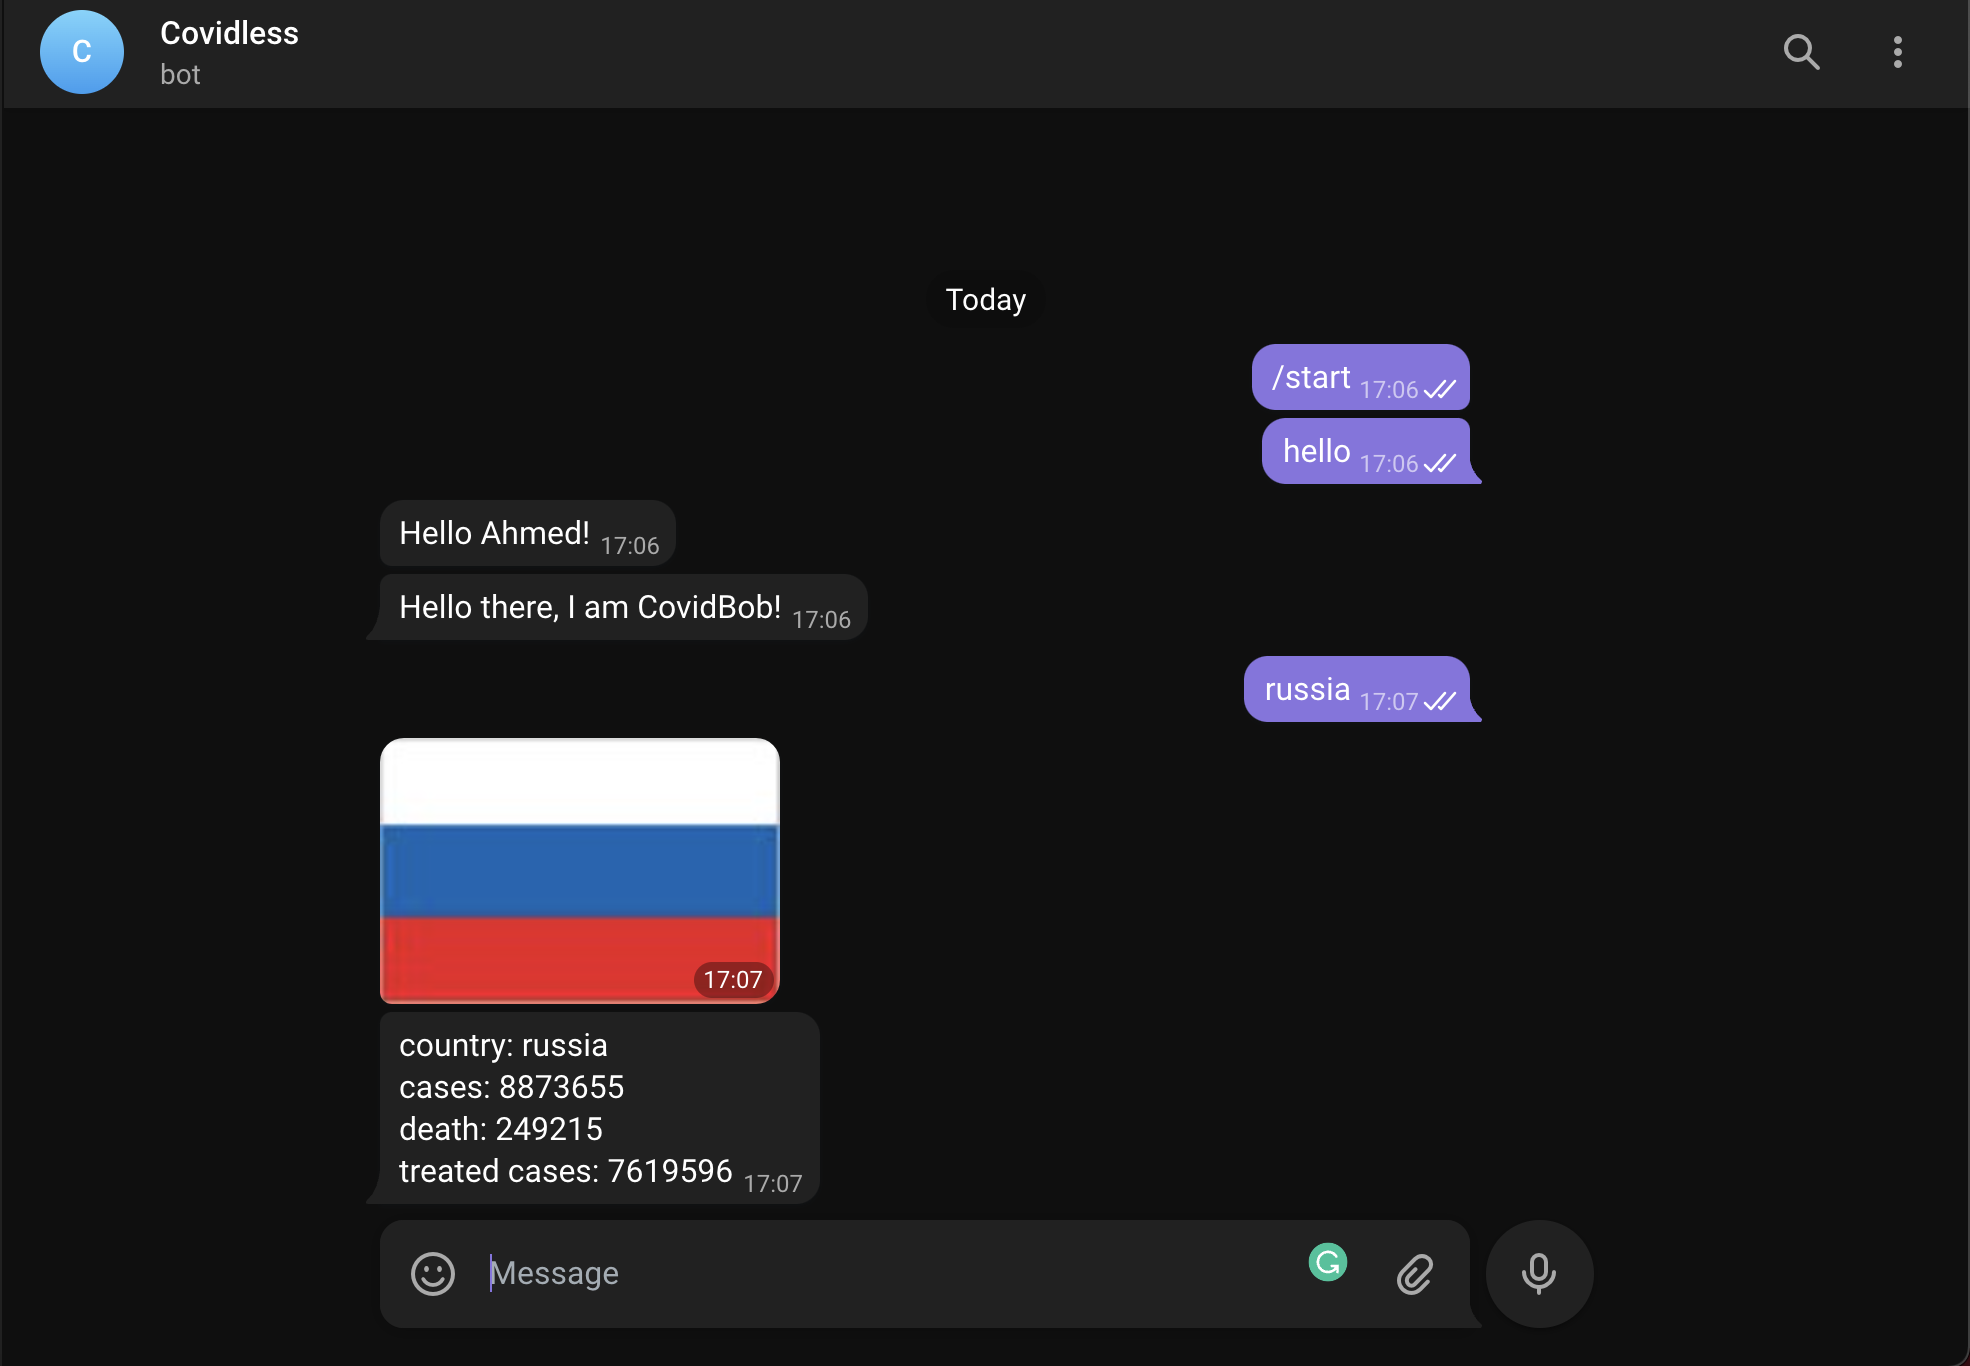 C
Covidless
bot
Today
/start 17:06
hello 17:06
Hello Ahmed! 17:06
Hello there, I am CovidBob! 17:06
russia 17:07
17:07
country: russia
cases: 8873655
death: 249215
treated cases: 7619596 17:07
Message